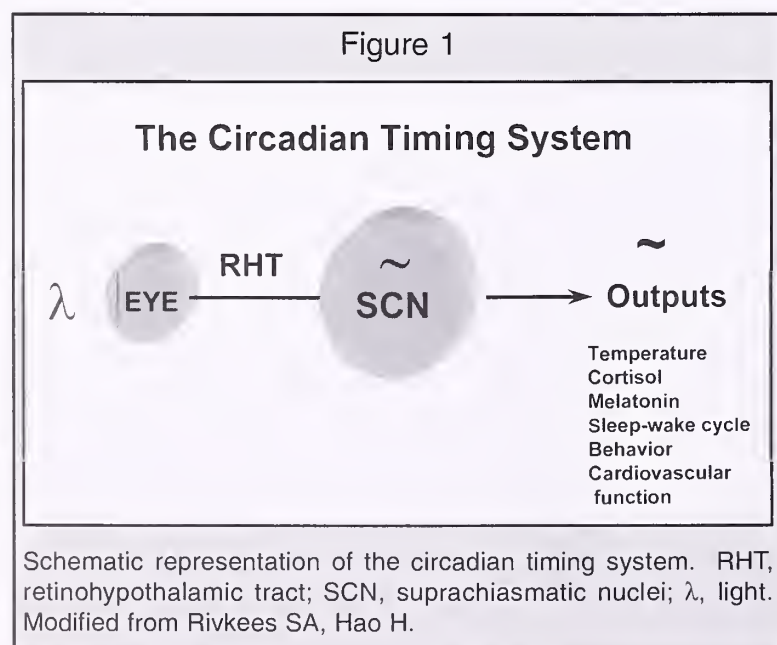 Figure 1
The Circadian Timing System
λ
EYE
RHT
~
SCN
~
Outputs
Temperature
Cortisol
Melatonin
Sleep-wake cycle
Behavior
Cardiovascular
function
Schematic representation of the circadian timing system. RHT,
retinohypothalamic tract; SCN, suprachiasmatic nuclei; λ, light.
Modified from Rivkees SA, Hao H.